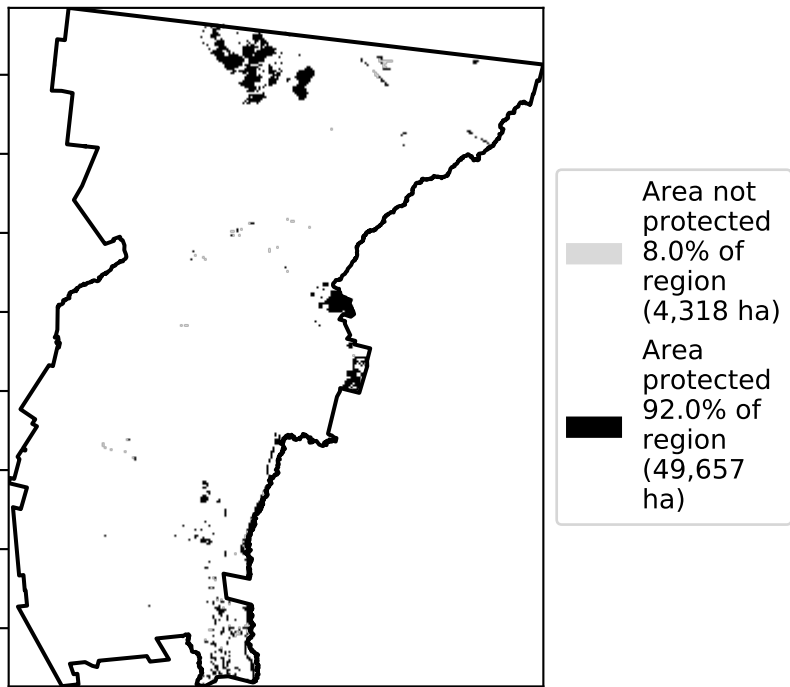 Area not
protected
8.0% of
region
(4,318 ha)
Area
protected
92.0% of
region
(49,657
ha)